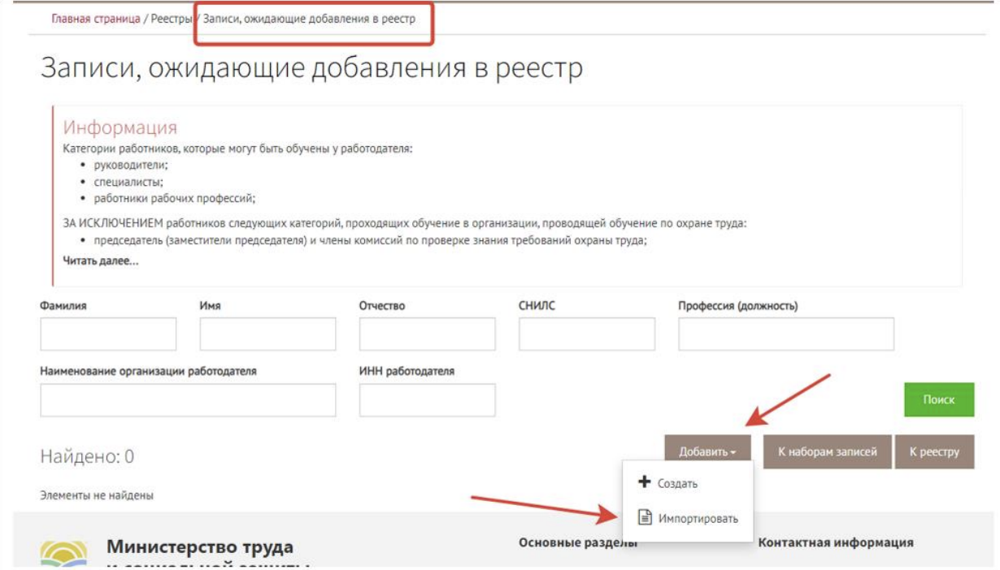 Главная страница / Реестры / Записи, ожидающие добавления в реестр
Записи, ожидающие добавления в реестр
Информация
Категории работников, которые могут быть обучены у работодателя:
• руководители;
• специалисты;
• работники рабочих профессий;
ЗА ИСКЛЮЧЕНИЕМ работников следующих категорий, проходящих обучение в организации, проводящей обучение по охране труда:
• председатель (заместители председателя) и члены комиссий по проверке знания требований охраны труда;
Читать далее...
Фамилия Имя Отчество СНИЛС Профессия (должность)
Наименование организации работодателя ИНН работодателя
Поиск
Найдено: 0 Добавить К наборам записей К реестру
Создать
Элементы не найдены
Импортировать
Министерство труда Основные разделы Контактная информация
и социальной защиты